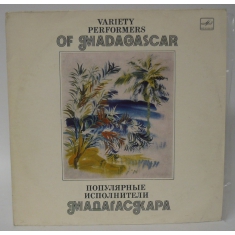 VARIETY
PERFORMERS
OF MADAGASCAR
ПОПУЛЯРНЫЕ
ИСПОЛНИТЕЛИ
МАДАГАСКАРА